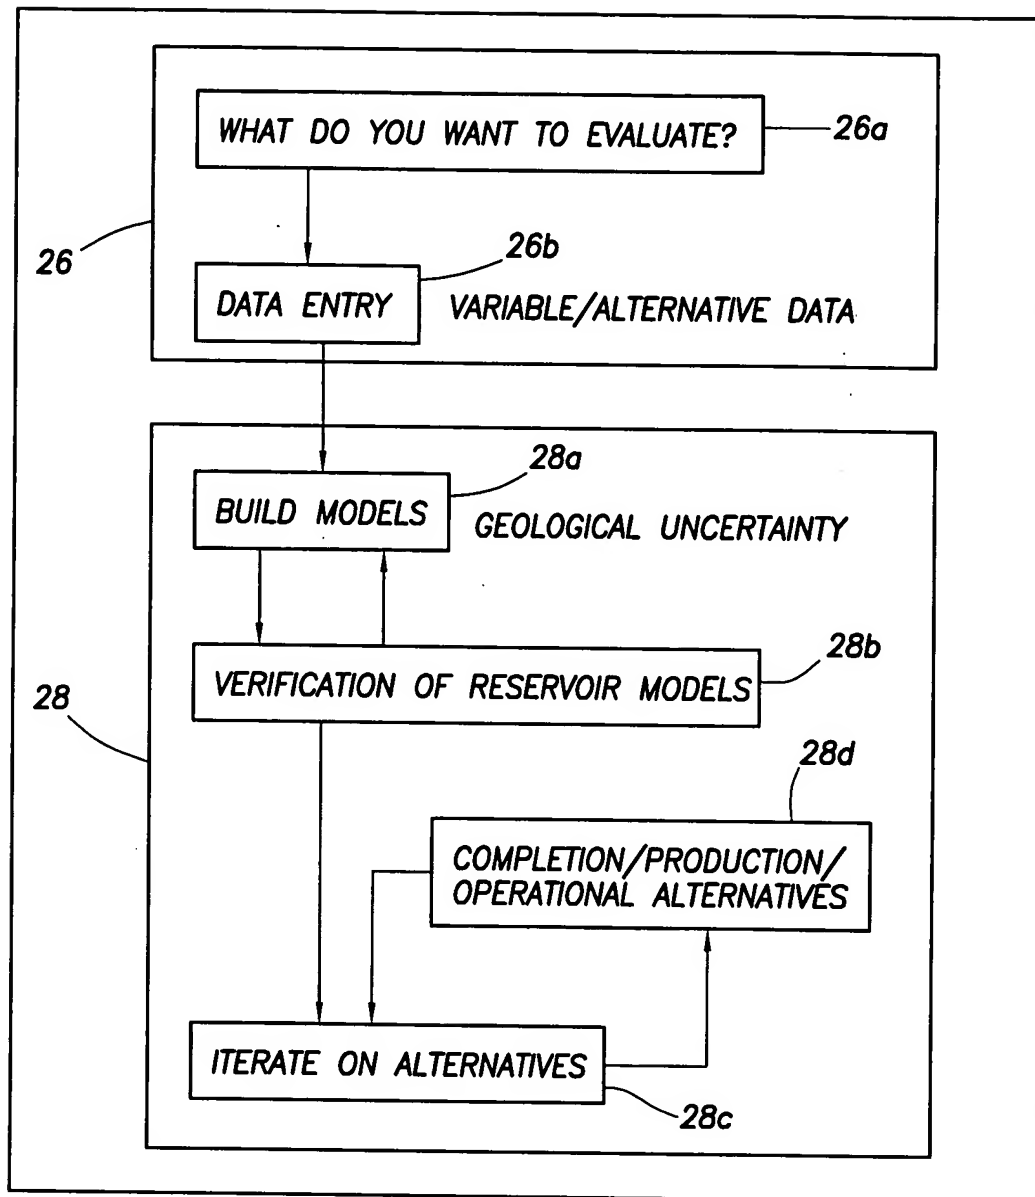 WHAT DO YOU WANT TO EVALUATE?
26a
26
26b
DATA ENTRY
VARIABLE/ALTERNATIVE DATA
28a
BUILD MODELS
GEOLOGICAL UNCERTAINTY
28b
VERIFICATION OF RESERVOIR MODELS
28
28d
COMPLETION/PRODUCTION/
OPERATIONAL ALTERNATIVES
ITERATE ON ALTERNATIVES
28c